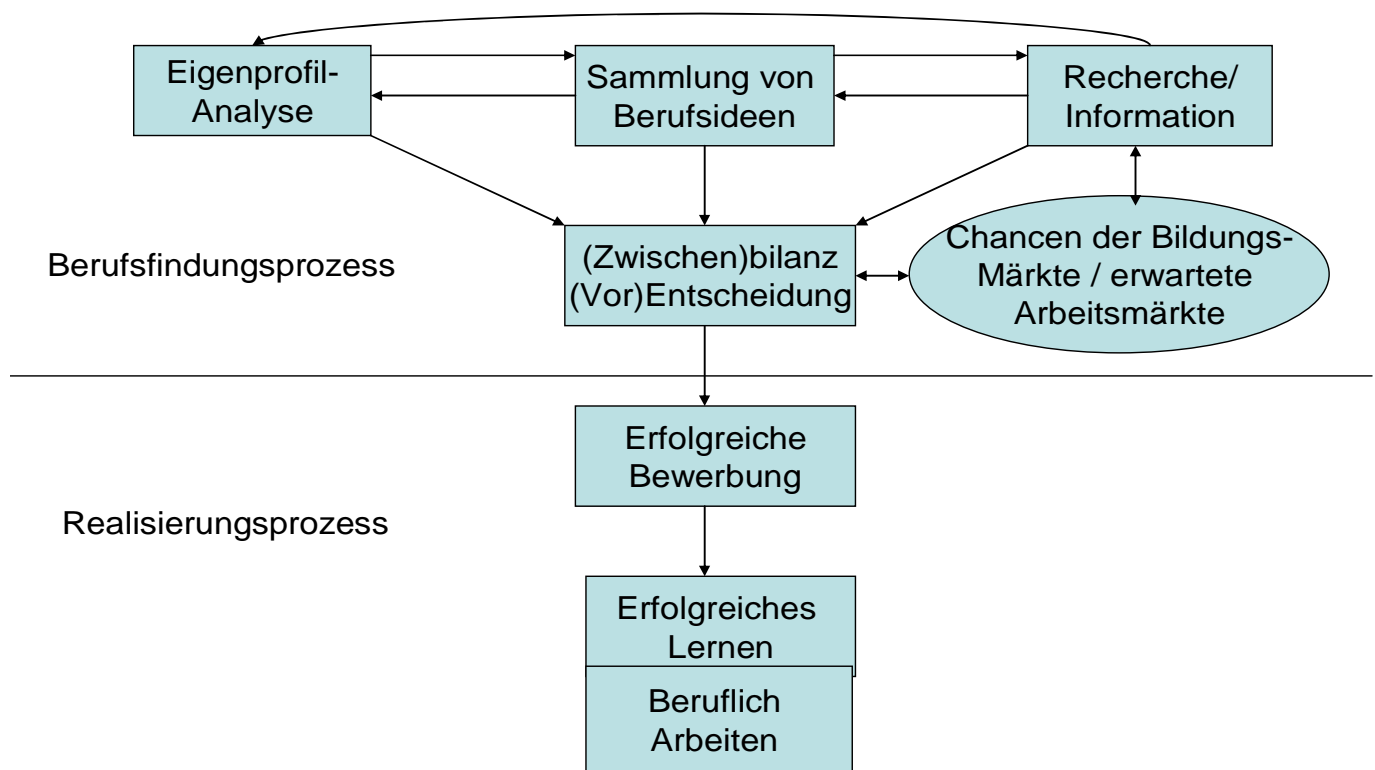 Eigenprofil-
Analyse
Sammlung von
Berufsideen
Recherche/
Information
Berufsfindungsprozess
(Zwischen)bilanz
(Vor)Entscheidung
Chancen der Bildungs-
Märkte / erwartete
Arbeitsmärkte
Erfolgreiche
Bewerbung
Realisierungsprozess
Erfolgreiches
Lernen
Beruflich
Arbeiten